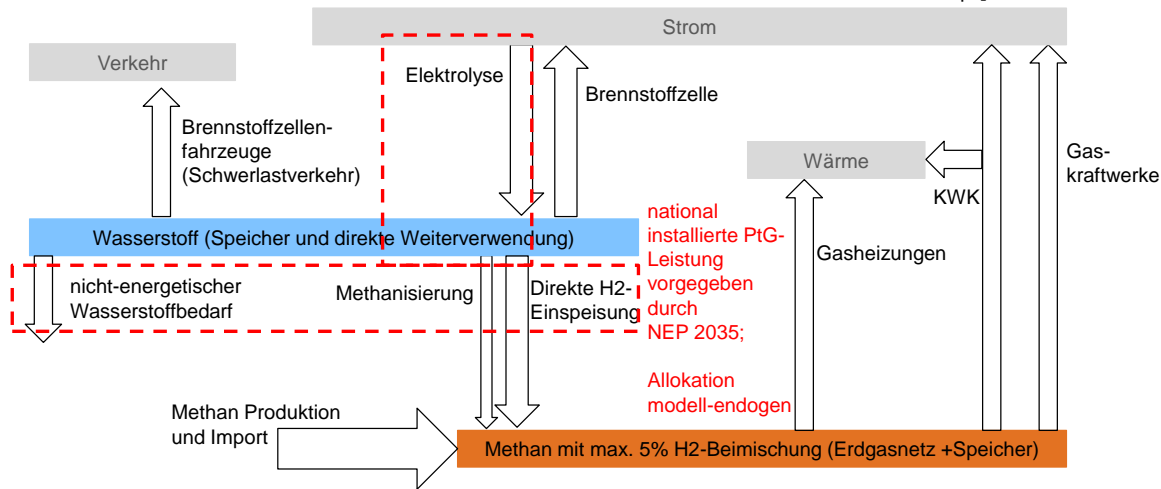 Strom
Verkehr
Elektrolyse
Brennstoffzelle
Brennstoffzellen-
fahrzeuge
(Schwerlastverkehr)
Wärme
KWK
Gas-
kraftwerke
Wasserstoff (Speicher und direkte Weiterverwendung)
national
installierte PtG-
Leistung
vorgegeben
durch
NEP 2035;
Gasheizungen
nicht-energetischer
Wasserstoffbedarf
Methanisierung
Direkte H2-
Einspeisung
Allokation
modell-endogen
Methan Produktion
und Import
Methan mit max. 5% H2-Beimischung (Erdgasnetz +Speicher)